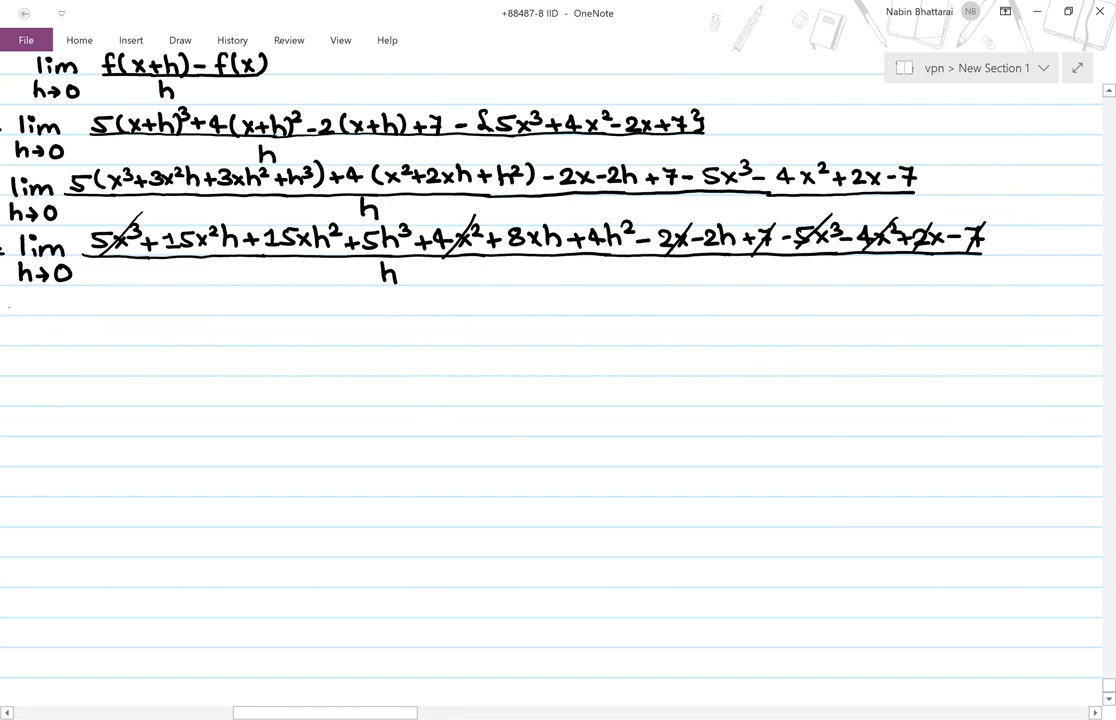 +88487-8 IID - OneNote
Nabin Bhattarai NB
File Home Insert Draw History Review View Help
vpn > New Section 1
lim h→0 f(x+h) - f(x) / h
lim h→0 5(x+h)³+4(x+h)²-2(x+h)+7 - {5x³+4x²-2x+7} / h
lim h→0 5(x³+3x²h+3xh²+h³)+4(x²+2xh+h²) -2x-2h+7-5x³-4x²+2x-7 / h
= lim h→0 5x³+15x²h+15xh²+5h³+4x²+8xh+4h²-2x-2h+7-5x³-4x²+2x-7 / h